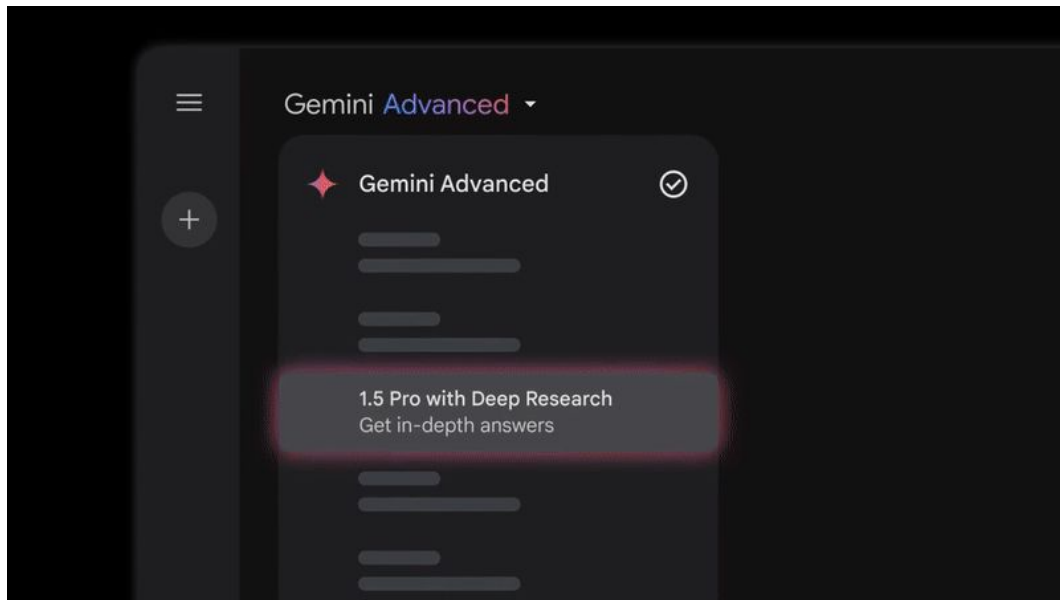 Gemini Advanced
Gemini Advanced
1.5 Pro with Deep Research
Get in-depth answers